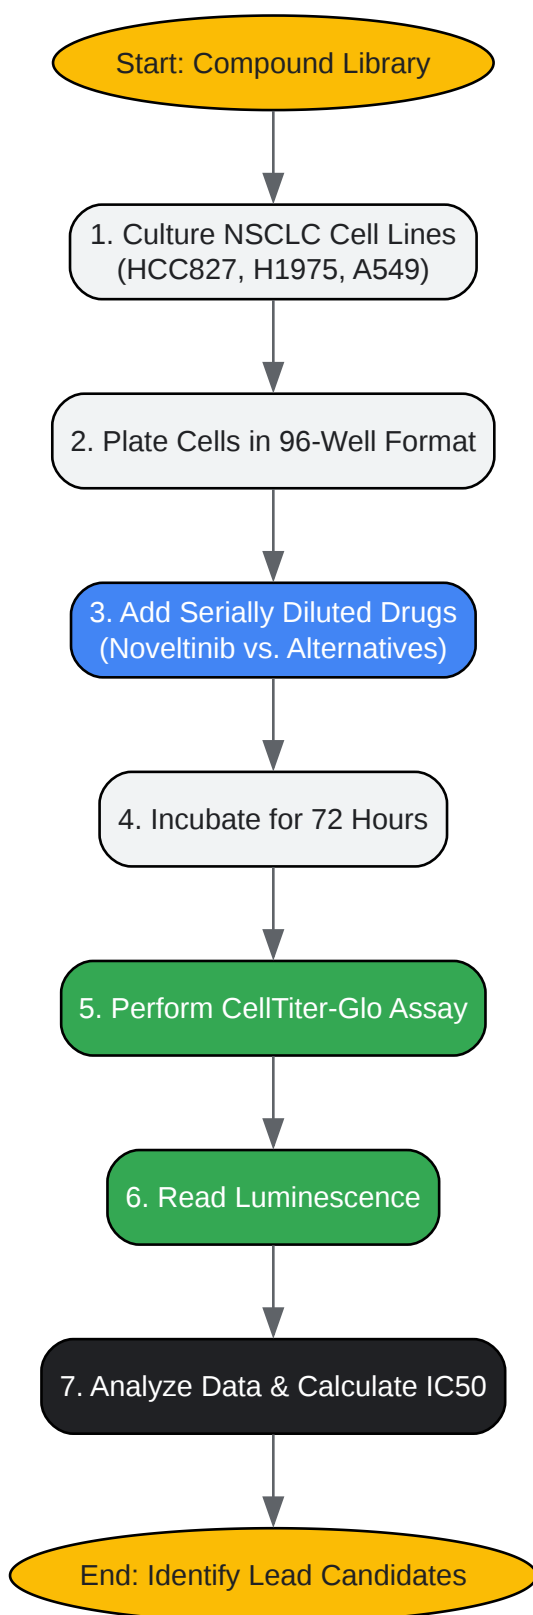 Start: Compound Library
1. Culture NSCLC Cell Lines
(HCC827, H1975, A549)
2. Plate Cells in 96-Well Format
3. Add Serially Diluted Drugs
(Noveltinib vs. Alternatives)
4. Incubate for 72 Hours
5. Perform CellTiter-Glo Assay
6. Read Luminescence
7. Analyze Data & Calculate IC50
End: Identify Lead Candidates